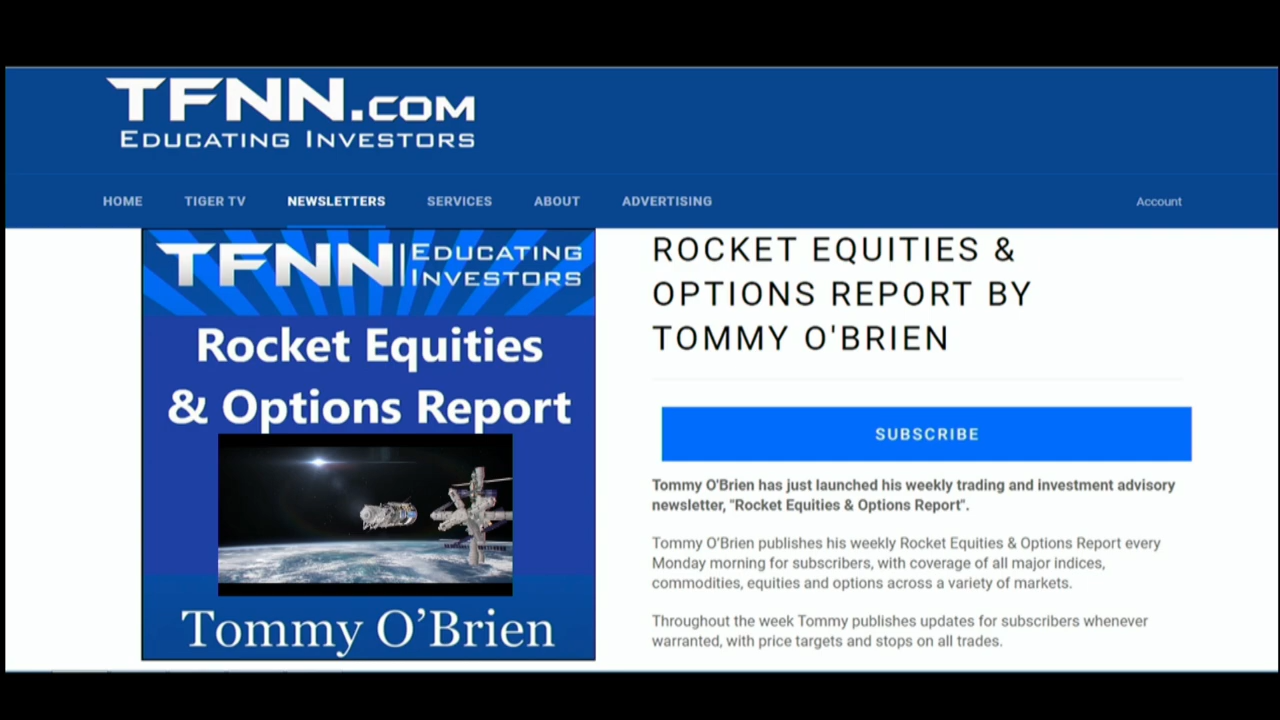 TFNN.COM
EDUCATING INVESTORS
HOME TIGER TV NEWSLETTERS SERVICES ABOUT ADVERTISING Account
TFNN EDUCATING
INVESTORS
Rocket Equities
& Options Report
Tommy O’Brien
ROCKET EQUITIES &
OPTIONS REPORT BY
TOMMY O'BRIEN
SUBSCRIBE
Tommy O'Brien has just launched his weekly trading and investment advisory
newsletter, "Rocket Equities & Options Report".
Tommy O'Brien publishes his weekly Rocket Equities & Options Report every
Monday morning for subscribers, with coverage of all major indices,
commodities, equities and options across a variety of markets.
Throughout the week Tommy publishes updates for subscribers whenever
warranted, with price targets and stops on all trades.